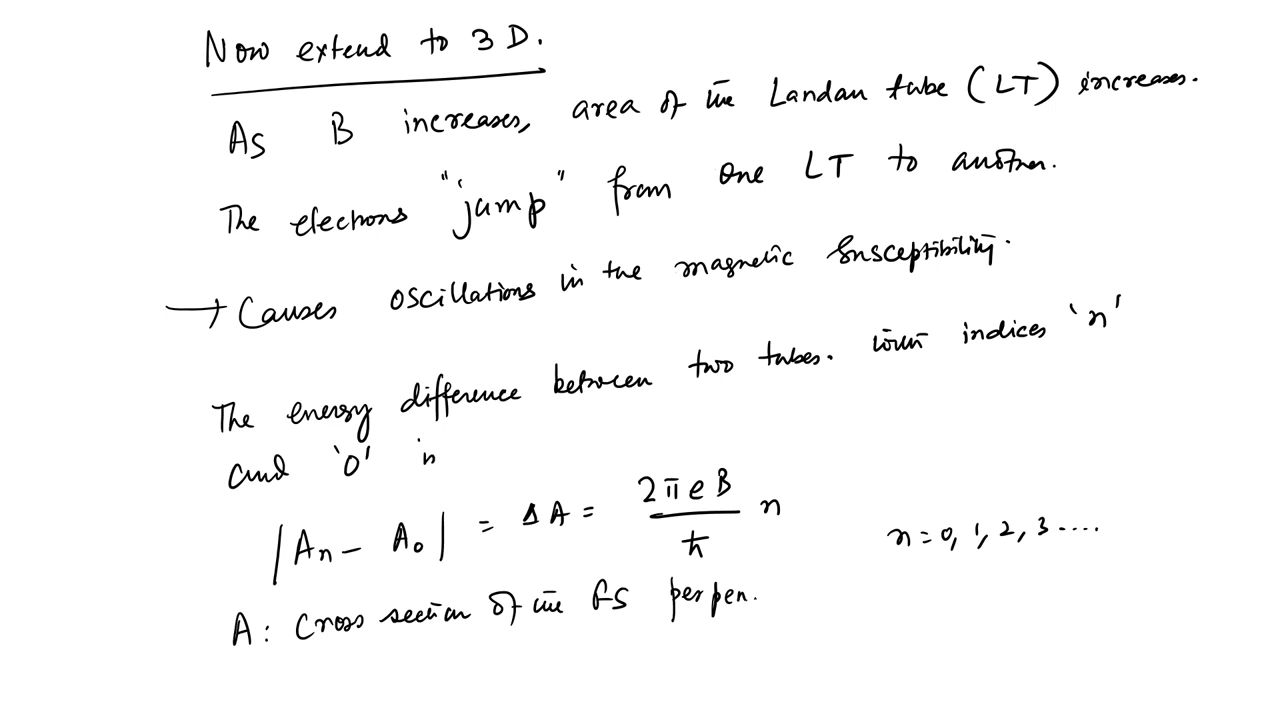 Now extend to 3D.
As B increases, area of the Landau tube (LT) increases.
The electrons "jump" from one LT to another.
→ Causes oscillations in the magnetic susceptibility.
The energy difference between two tubes. with indices 'n'
and '0' is
|An - A0| = ΔA = 2πeB/ħ n    n = 0, 1, 2, 3 ....
A: Cross section of the FS perpen.